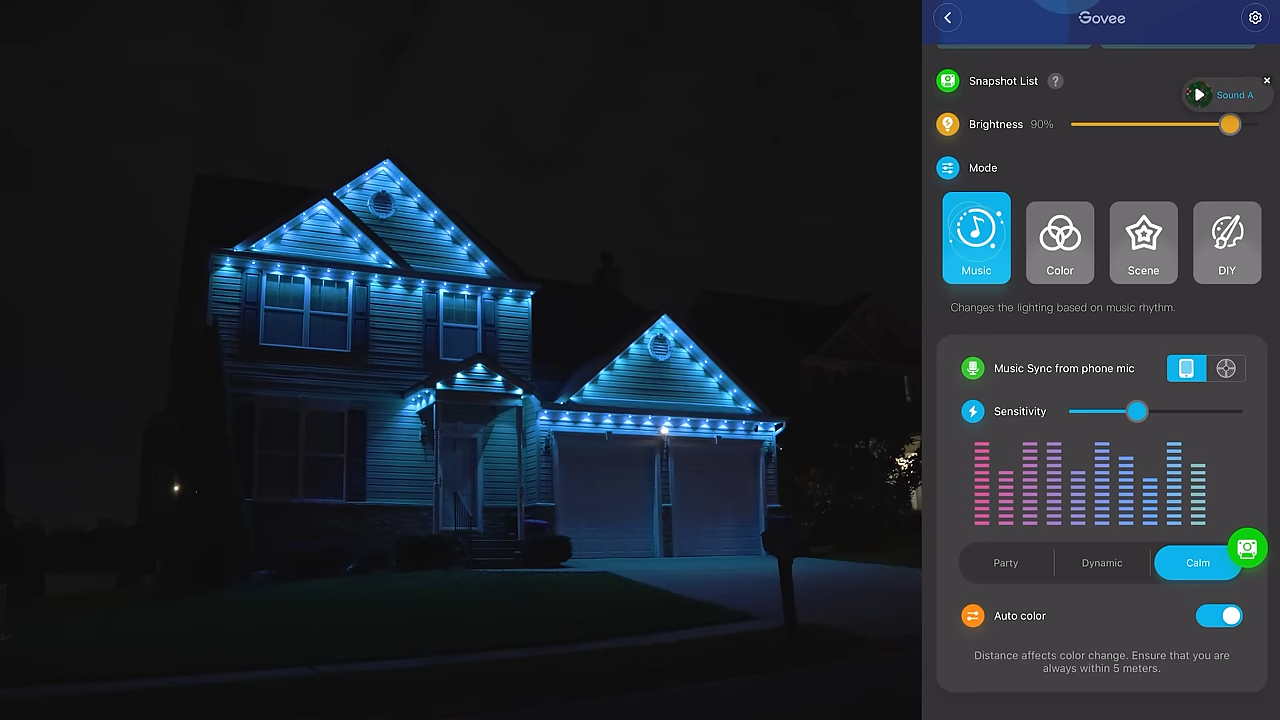 Govee
Snapshot List ?
Sound A
Brightness 90%
Mode
Music Color Scene DIY
Changes the lighting based on music rhythm.
Music Sync from phone mic
Sensitivity
Party Dynamic Calm
Auto color
Distance affects color change. Ensure that you are
always within 5 meters.